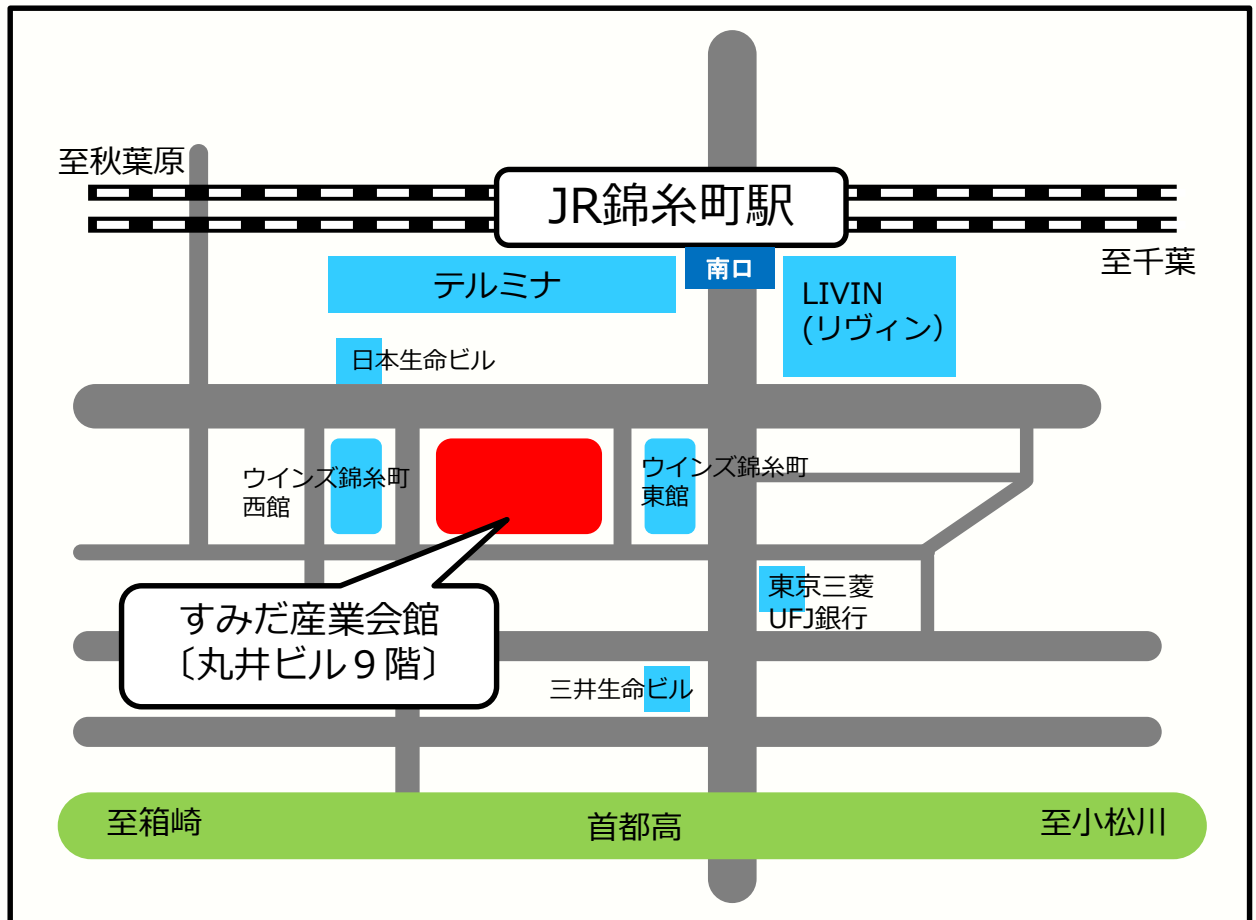 至秋葉原
JR錦糸町駅
至千葉
南口
テルミナ
LIVIN
(リヴィン）
日本生命ビル
ウインズ錦糸町
西館
ウインズ錦糸町
東館
すみだ産業会館
〔丸井ビル９階〕
東京三菱
UFJ銀行
三井生命ビル
至箱崎
首都高
至小松川